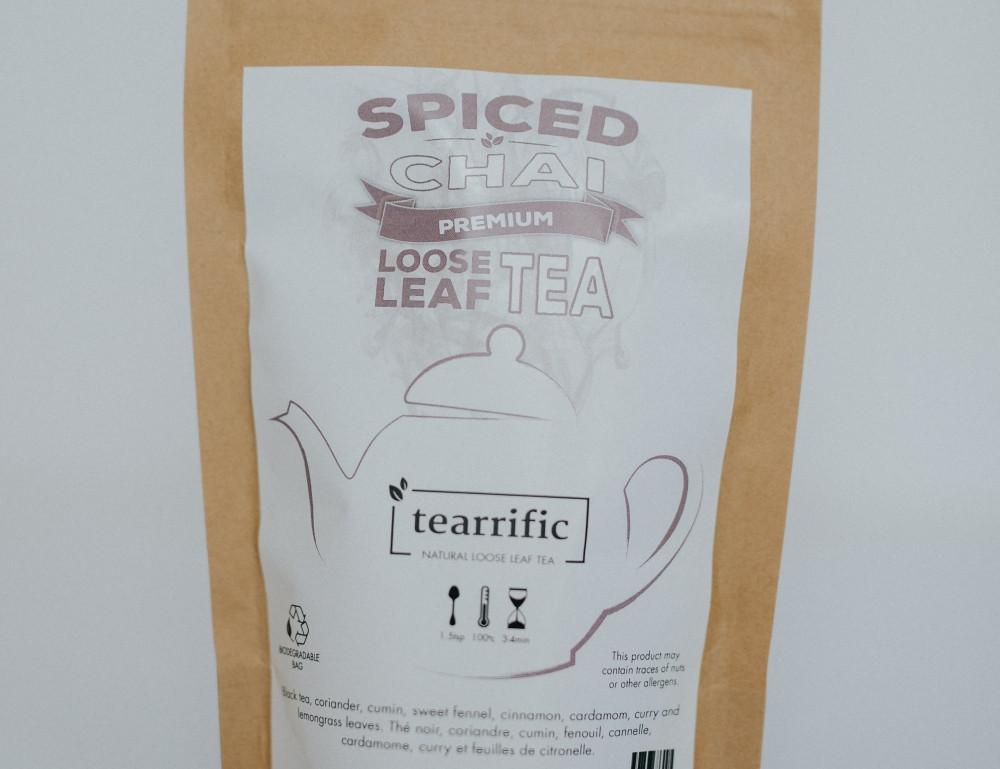 SPICED
CHAI
PREMIUM
LOOSE
LEAF
TEA
tearrific
NATURAL LOOSE LEAF TEA
1.5tsp 100°c 3-4min
BIODEGRADABLE
BAG
This product may
contain traces of nuts
or other allergens.
Black tea, coriander, cumin, sweet fennel, cinnamon, cardamom, curry and
lemongrass leaves. Thé noir, coriandre, cumin, fenouil, cannelle,
cardamome, curry et feuilles de citronelle.